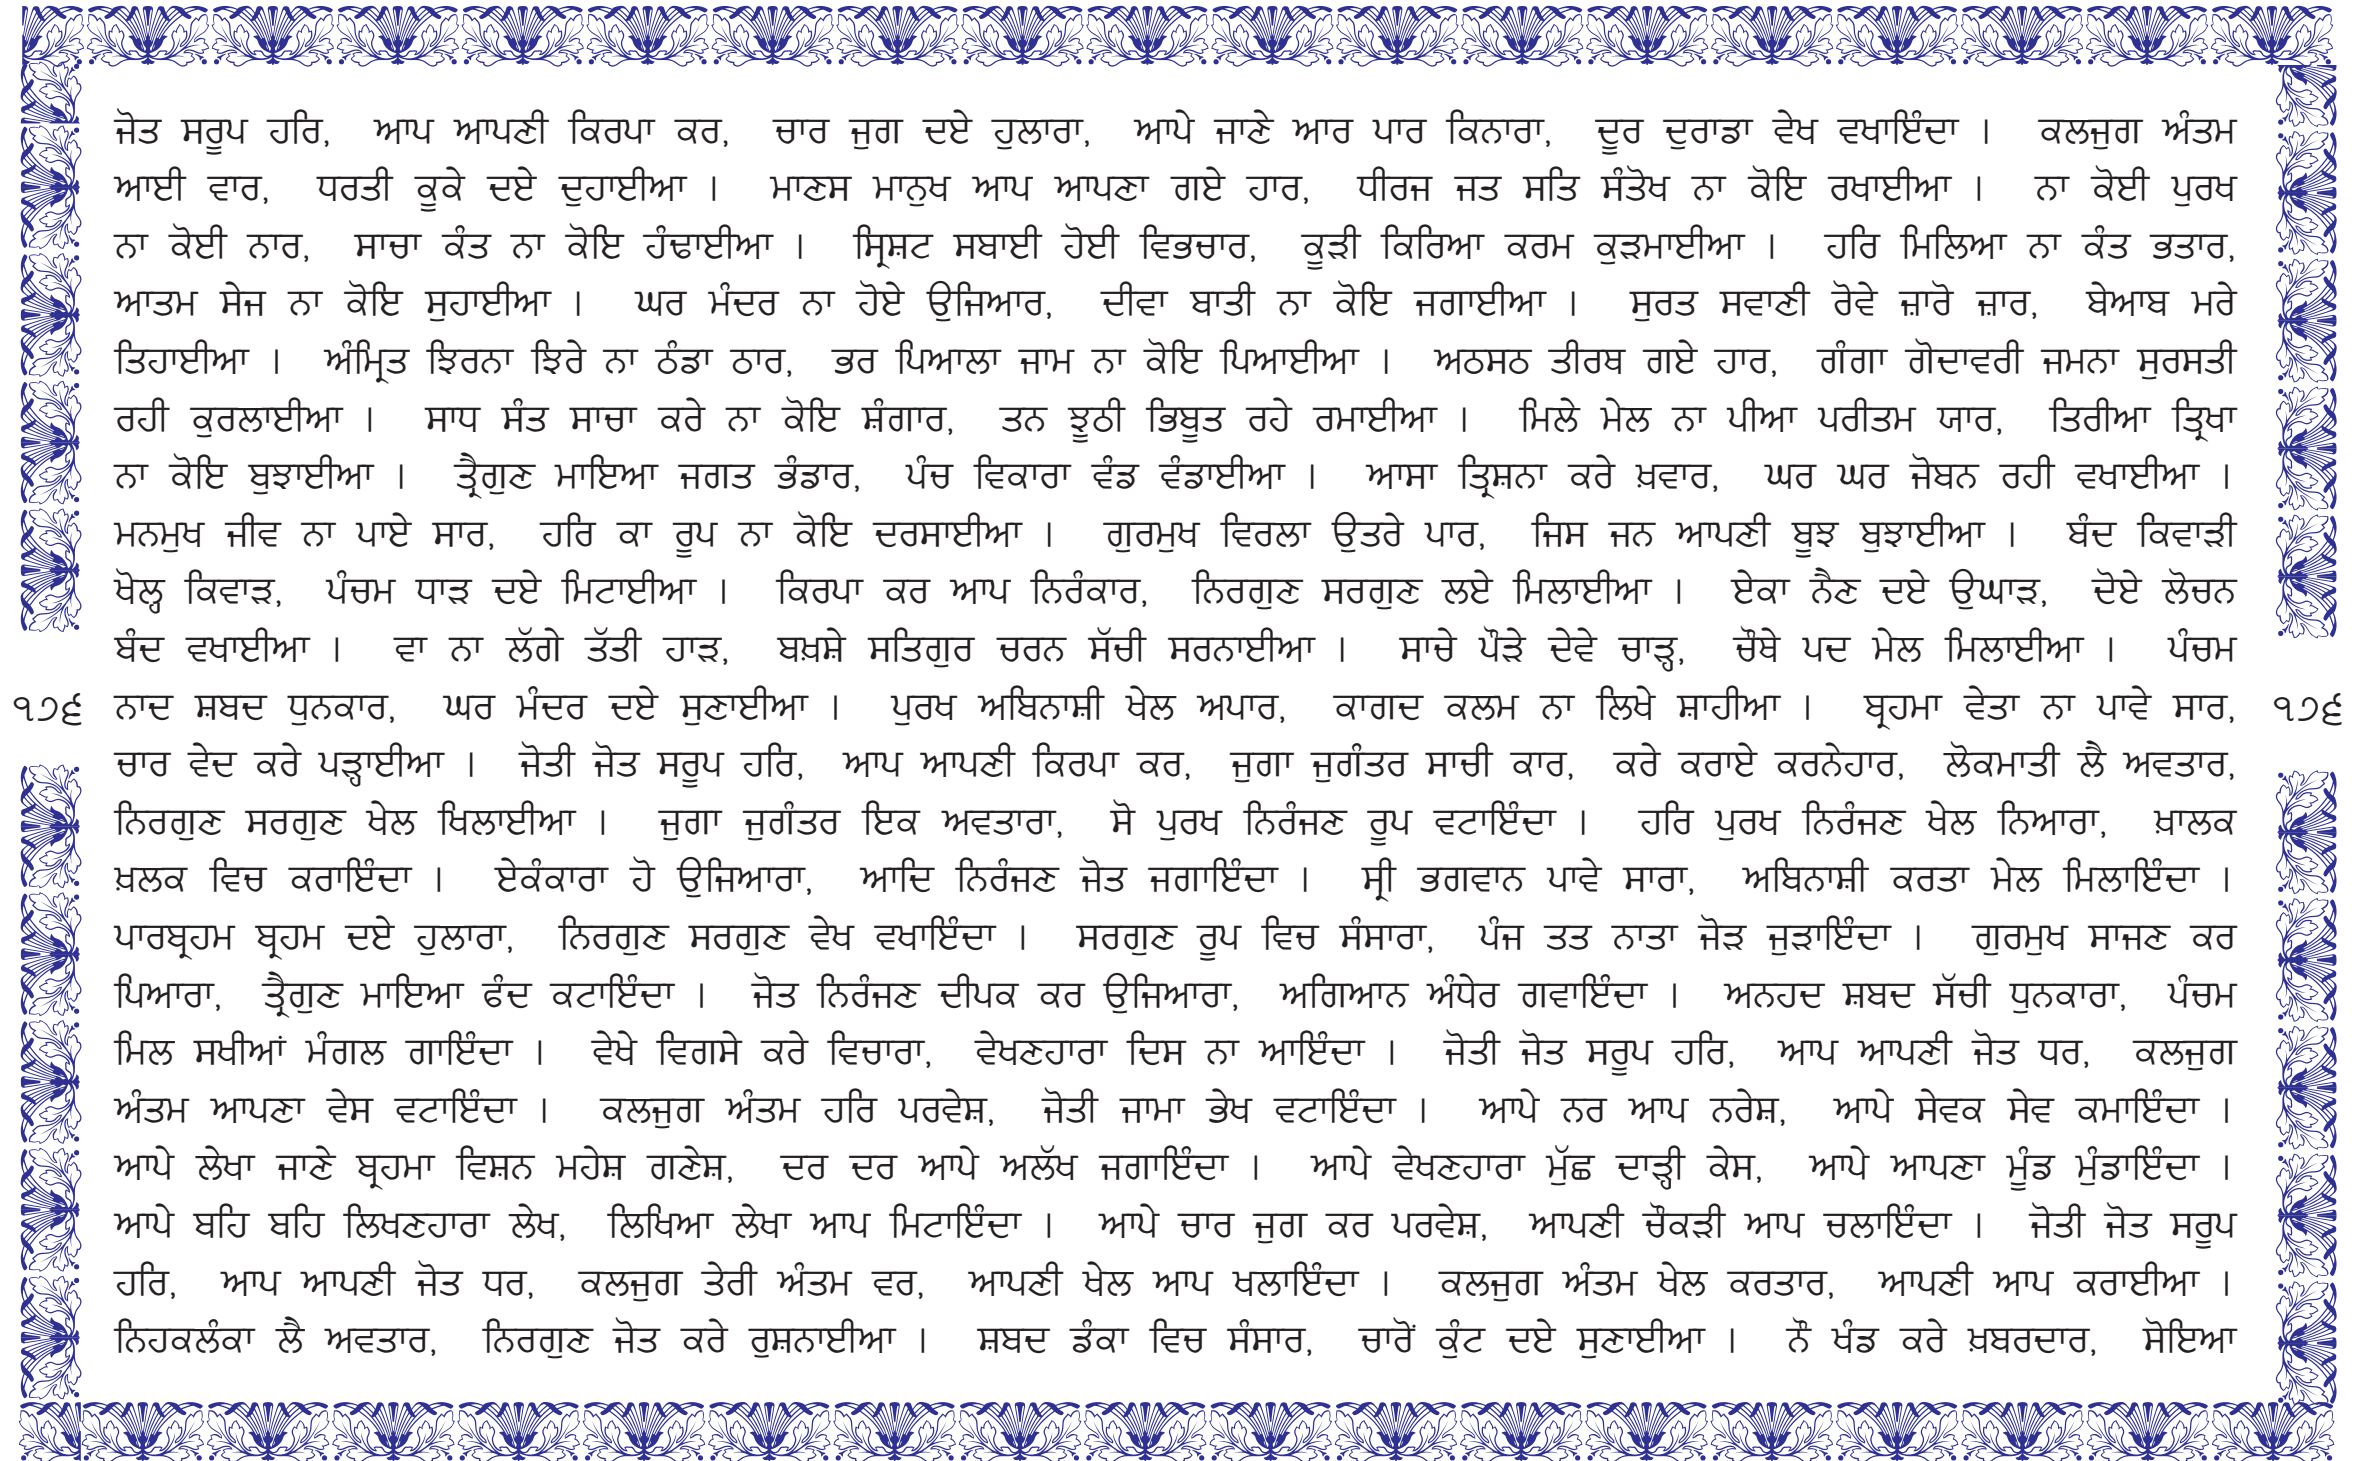 ਜੋਤ ਸਰੂਪ ਹਰਿ, ਆਪ ਆਪਣੀ ਕਿਰਪਾ ਕਰ, ਚਾਰ ਜੁਗ ਦਏ ਹੁਲਾਰਾ, ਆਪੇ ਜਾਣੇ ਆਰ ਪਾਰ ਕਿਨਾਰਾ, ਦੂਰ ਦੁਰਾਡਾ ਵੇਖ ਵਖਾਇੰਦਾ । ਕਲਜੁਗ ਅੰਤਮ
ਆਈ ਵਾਰ, ਧਰਤੀ ਕੂਕੇ ਦਏ ਦੁਹਾਈਆ । ਮਾਣਸ ਮਾਨੁਖ ਆਪ ਆਪਣਾ ਗਏ ਹਾਰ, ਧੀਰਜ ਜਤ ਸਤਿ ਸੰਤੋਖ ਨਾ ਕੋਇ ਰਖਾਈਆ । ਨਾ ਕੋਈ ਪੁਰਖ
ਨਾ ਕੋਈ ਨਾਰ, ਸਾਚਾ ਕੰਤ ਨਾ ਕੋਇ ਹੰਢਾਈਆ । ਸ੍ਰਿਸ਼ਟ ਸਬਾਈ ਹੋਈ ਵਿਭਚਾਰ, ਕੂੜੀ ਕਿਰਿਆ ਕਰਮ ਕੁੜਮਾਈਆ । ਹਰਿ ਮਿਲਿਆ ਨਾ ਕੰਤ ਭਤਾਰ,
ਆਤਮ ਸੇਜ ਨਾ ਕੋਇ ਸੁਹਾਈਆ । ਘਰ ਮੰਦਰ ਨਾ ਹੋਏ ਉਜਿਆਰ, ਦੀਵਾ ਬਾਤੀ ਨਾ ਕੋਇ ਜਗਾਈਆ । ਸੁਰਤ ਸਵਾਣੀ ਰੋਵੇ ਜ਼ਾਰੋ ਜ਼ਾਰ, ਬੇਆਬ ਮਰੇ
ਤਿਹਾਈਆ । ਅੰਮ੍ਰਿਤ ਝਿਰਨਾ ਝਿਰੇ ਨਾ ਠੰਡਾ ਠਾਰ, ਭਰ ਪਿਆਲਾ ਜਾਮ ਨਾ ਕੋਇ ਪਿਆਈਆ । ਅਠਸਠ ਤੀਰਥ ਗਏ ਹਾਰ, ਗੰਗਾ ਗੋਦਾਵਰੀ ਜਮਨਾ ਸੁਰਸਤੀ
ਰਹੀ ਕੁਰਲਾਈਆ । ਸਾਧ ਸੰਤ ਸਾਚਾ ਕਰੇ ਨਾ ਕੋਇ ਸ਼ੰਗਾਰ, ਤਨ ਝੂਠੀ ਭਿਬੂਤ ਰਹੇ ਰਮਾਈਆ । ਮਿਲੇ ਮੇਲ ਨਾ ਪੀਆ ਪਰੀਤਮ ਯਾਰ, ਤਿਰੀਆ ਤ੍ਰਿਖਾ
ਨਾ ਕੋਇ ਬੁਝਾਈਆ । ਤ੍ਰੈਗੁਣ ਮਾਇਆ ਜਗਤ ਭੰਡਾਰ, ਪੰਚ ਵਿਕਾਰਾ ਵੰਡ ਵੰਡਾਈਆ । ਆਸਾ ਤ੍ਰਿਸ਼ਨਾ ਕਰੇ ਖ਼ਵਾਰ, ਘਰ ਘਰ ਜੋਬਨ ਰਹੀ ਵਖਾਈਆ ।
ਮਨਮੁਖ ਜੀਵ ਨਾ ਪਾਏ ਸਾਰ, ਹਰਿ ਕਾ ਰੂਪ ਨਾ ਕੋਇ ਦਰਸਾਈਆ । ਗੁਰਮੁਖ ਵਿਰਲਾ ਉਤਰੇ ਪਾਰ, ਜਿਸ ਜਨ ਆਪਣੀ ਬੂਝ ਬੁਝਾਈਆ । ਬੰਦ ਕਿਵਾੜੀ
ਖੋਲ੍ਹ ਕਿਵਾੜ, ਪੰਚਮ ਧਾੜ ਦਏ ਮਿਟਾਈਆ । ਕਿਰਪਾ ਕਰ ਆਪ ਨਿਰੰਕਾਰ, ਨਿਰਗੁਣ ਸਰਗੁਣ ਲਏ ਮਿਲਾਈਆ । ਏਕਾ ਨੈਣ ਦਏ ਉਘਾੜ, ਦੋਏ ਲੋਚਨ
ਬੰਦ ਵਖਾਈਆ । ਵਾ ਨਾ ਲੱਗੇ ਤੱਤੀ ਹਾੜ, ਬਖ਼ਸ਼ੇ ਸਤਿਗੁਰ ਚਰਨ ਸੱਚੀ ਸਰਨਾਈਆ । ਸਾਚੇ ਪੌੜੇ ਦੇਵੇ ਚਾੜ੍ਹ, ਚੌਥੇ ਪਦ ਮੇਲ ਮਿਲਾਈਆ । ਪੰਚਮ
੧੭੬ ਨਾਦ ਸ਼ਬਦ ਧੁਨਕਾਰ, ਘਰ ਮੰਦਰ ਦਏ ਸੁਣਾਈਆ । ਪੁਰਖ ਅਬਿਨਾਸ਼ੀ ਖੇਲ ਅਪਾਰ, ਕਾਗਦ ਕਲਮ ਨਾ ਲਿਖੇ ਸ਼ਾਹੀਆ । ਬ੍ਰਹਮਾ ਵੇਤਾ ਨਾ ਪਾਵੇ ਸਾਰ, ੧੭੬
ਚਾਰ ਵੇਦ ਕਰੇ ਪੜ੍ਹਾਈਆ । ਜੋਤੀ ਜੋਤ ਸਰੂਪ ਹਰਿ, ਆਪ ਆਪਣੀ ਕਿਰਪਾ ਕਰ, ਜੁਗਾ ਜੁਗੰਤਰ ਸਾਚੀ ਕਾਰ, ਕਰੇ ਕਰਾਏ ਕਰਨੇਹਾਰ, ਲੋਕਮਾਤੀ ਲੈ ਅਵਤਾਰ,
ਨਿਰਗੁਣ ਸਰਗੁਣ ਖੇਲ ਖਿਲਾਈਆ । ਜੁਗਾ ਜੁਗੰਤਰ ਇਕ ਅਵਤਾਰਾ, ਸੋ ਪੁਰਖ ਨਿਰੰਜਣ ਰੂਪ ਵਟਾਇੰਦਾ । ਹਰਿ ਪੁਰਖ ਨਿਰੰਜਣ ਖੇਲ ਨਿਆਰਾ, ਖ਼ਾਲਕ
ਖ਼ਲਕ ਵਿਚ ਕਰਾਇੰਦਾ । ਏਕੰਕਾਰਾ ਹੋ ਉਜਿਆਰਾ, ਆਦਿ ਨਿਰੰਜਣ ਜੋਤ ਜਗਾਇੰਦਾ । ਸ੍ਰੀ ਭਗਵਾਨ ਪਾਵੇ ਸਾਰਾ, ਅਬਿਨਾਸ਼ੀ ਕਰਤਾ ਮੇਲ ਮਿਲਾਇੰਦਾ ।
ਪਾਰਬ੍ਰਹਮ ਬ੍ਰਹਮ ਦਏ ਹੁਲਾਰਾ, ਨਿਰਗੁਣ ਸਰਗੁਣ ਵੇਖ ਵਖਾਇੰਦਾ । ਸਰਗੁਣ ਰੂਪ ਵਿਚ ਸੰਸਾਰਾ, ਪੰਜ ਤਤ ਨਾਤਾ ਜੋੜ ਜੁੜਾਇੰਦਾ । ਗੁਰਮੁਖ ਸਾਜਣ ਕਰ
ਪਿਆਰਾ, ਤ੍ਰੈਗੁਣ ਮਾਇਆ ਫੰਦ ਕਟਾਇੰਦਾ । ਜੋਤ ਨਿਰੰਜਣ ਦੀਪਕ ਕਰ ਉਜਿਆਰਾ, ਅਗਿਆਨ ਅੰਧੇਰ ਗਵਾਇੰਦਾ । ਅਨਹਦ ਸ਼ਬਦ ਸੱਚੀ ਧੁਨਕਾਰਾ, ਪੰਚਮ
ਮਿਲ ਸਖੀਆਂ ਮੰਗਲ ਗਾਇੰਦਾ । ਵੇਖੇ ਵਿਗਸੇ ਕਰੇ ਵਿਚਾਰਾ, ਵੇਖਣਹਾਰਾ ਦਿਸ ਨਾ ਆਇੰਦਾ । ਜੋਤੀ ਜੋਤ ਸਰੂਪ ਹਰਿ, ਆਪ ਆਪਣੀ ਜੋਤ ਧਰ, ਕਲਜੁਗ
ਅੰਤਮ ਆਪਣਾ ਵੇਸ ਵਟਾਇੰਦਾ । ਕਲਜੁਗ ਅੰਤਮ ਹਰਿ ਪਰਵੇਸ਼, ਜੋਤੀ ਜਾਮਾ ਭੇਖ ਵਟਾਇੰਦਾ । ਆਪੇ ਨਰ ਆਪ ਨਰੇਸ਼, ਆਪੇ ਸੇਵਕ ਸੇਵ ਕਮਾਇੰਦਾ ।
ਆਪੇ ਲੇਖਾ ਜਾਣੇ ਬ੍ਰਹਮਾ ਵਿਸ਼ਨ ਮਹੇਸ਼ ਗਣੇਸ਼, ਦਰ ਦਰ ਆਪੇ ਅਲੱਖ ਜਗਾਇੰਦਾ । ਆਪੇ ਵੇਖਣਹਾਰਾ ਮੁੱਛ ਦਾੜ੍ਹੀ ਕੇਸ, ਆਪੇ ਆਪਣਾ ਮੂੰਡ ਮੁੰਡਾਇੰਦਾ ।
ਆਪੇ ਬਹਿ ਬਹਿ ਲਿਖਣਹਾਰਾ ਲੇਖ, ਲਿਖਿਆ ਲੇਖਾ ਆਪ ਮਿਟਾਇੰਦਾ । ਆਪੇ ਚਾਰ ਜੁਗ ਕਰ ਪਰਵੇਸ਼, ਆਪਣੀ ਚੌਕੜੀ ਆਪ ਚਲਾਇੰਦਾ । ਜੋਤੀ ਜੋਤ ਸਰੂਪ
ਹਰਿ, ਆਪ ਆਪਣੀ ਜੋਤ ਧਰ, ਕਲਜੁਗ ਤੇਰੀ ਅੰਤਮ ਵਰ, ਆਪਣੀ ਖੇਲ ਆਪ ਖਲਾਇੰਦਾ । ਕਲਜੁਗ ਅੰਤਮ ਖੇਲ ਕਰਤਾਰ, ਆਪਣੀ ਆਪ ਕਰਾਈਆ ।
ਨਿਹਕਲੰਕਾ ਲੈ ਅਵਤਾਰ, ਨਿਰਗੁਣ ਜੋਤ ਕਰੇ ਰੁਸ਼ਨਾਈਆ । ਸ਼ਬਦ ਡੰਕਾ ਵਿਚ ਸੰਸਾਰ, ਚਾਰੋਂ ਕੁੰਟ ਦਏ ਸੁਣਾਈਆ । ਨੌ ਖੰਡ ਕਰੇ ਖ਼ਬਰਦਾਰ, ਸੋਇਆ